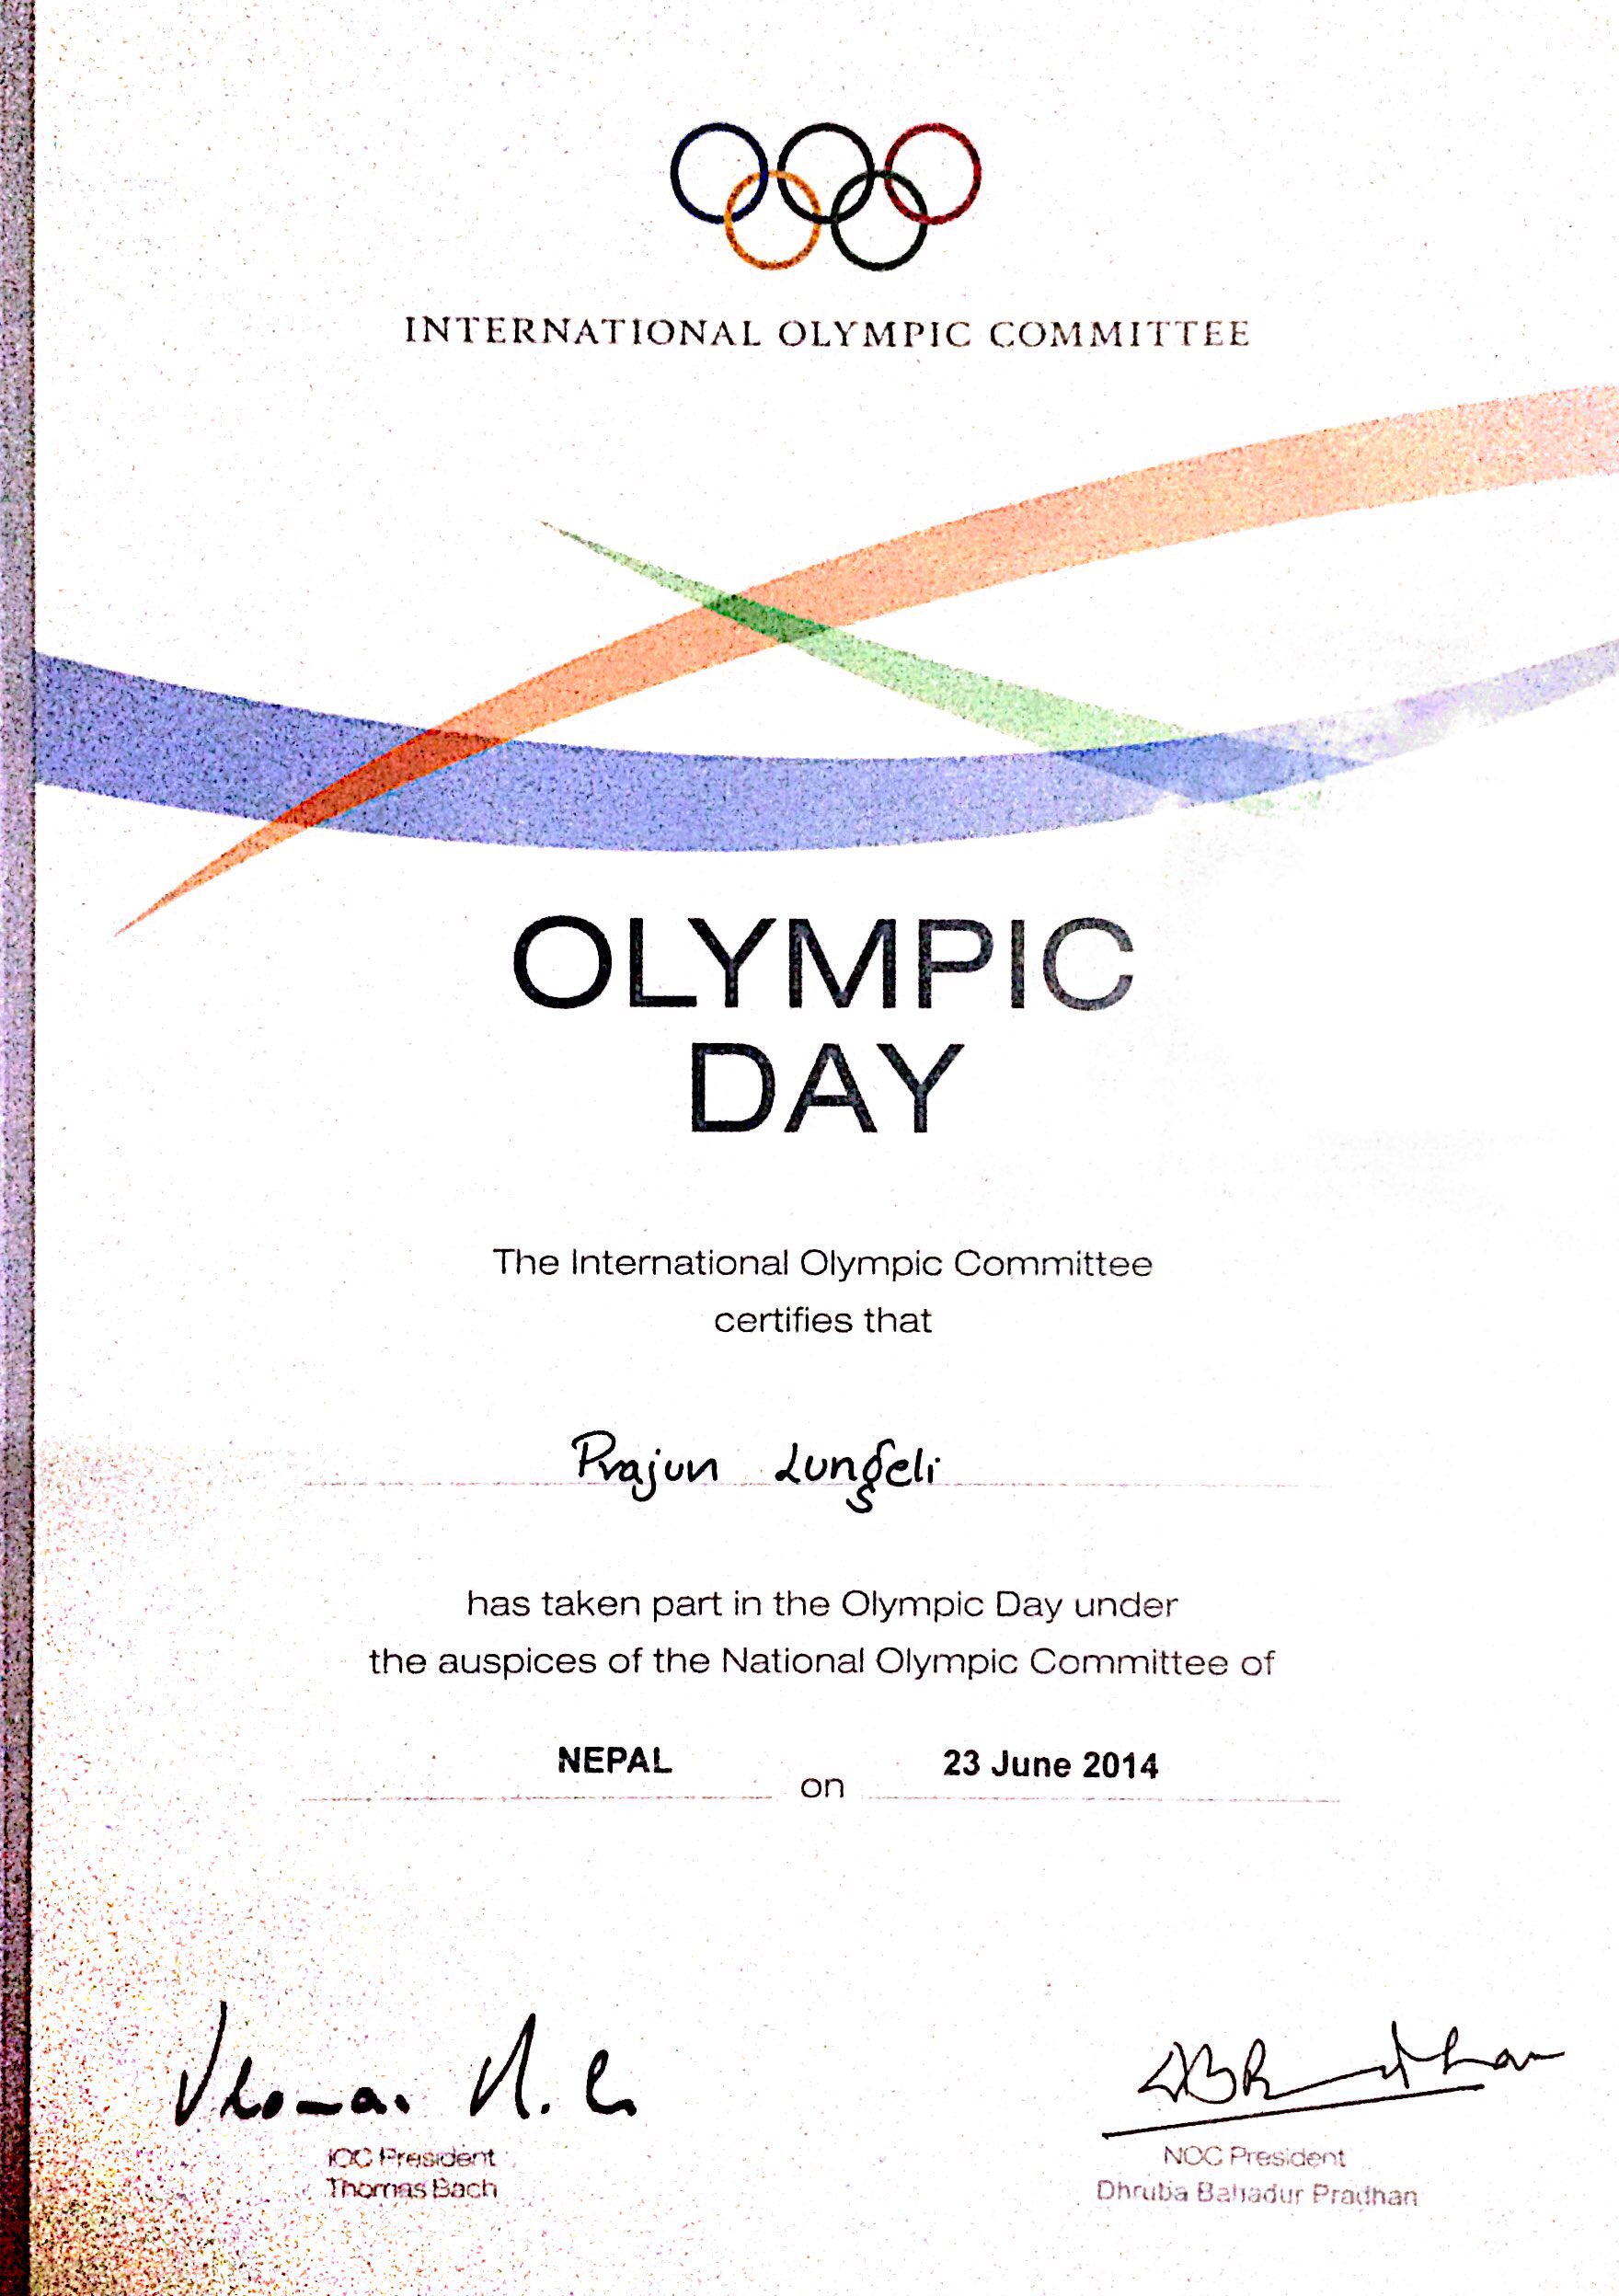 INTERNATIONAL OLYMPIC COMMITTEE
OLYMPIC
DAY
The International Olympic Committee
certifies that
Prajun Lungeli
has taken part in the Olympic Day under
the auspices of the National Olympic Committee of
NEPAL on 23 June 2014
IOC President
Thomas Bach
NOC President
Dhruba Bahadur Pradhan